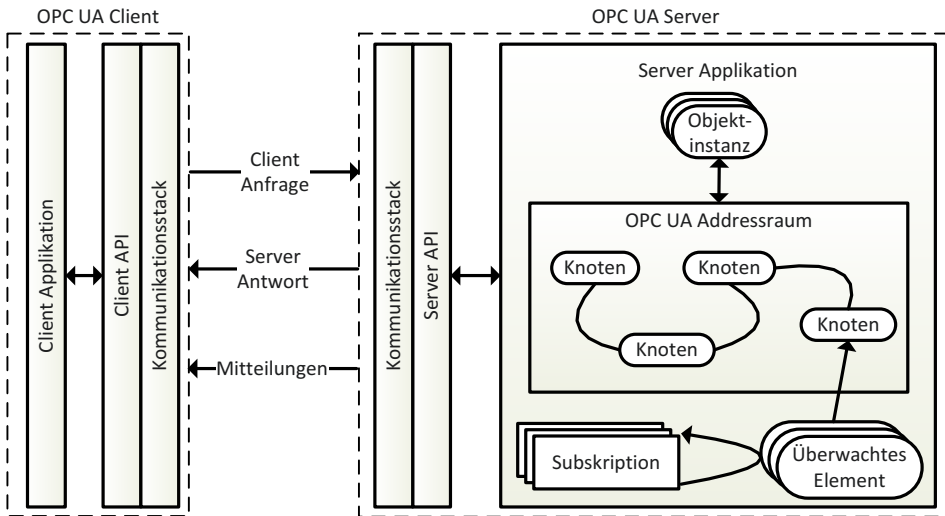 OPC UA Client
OPC UA Server
Client Applikation
Client API
Kommunikationsstack
Client
Anfrage
Server
Antwort
Mitteilungen
Kommunikationsstack
Server API
Server Applikation
Objekt-
instanz
OPC UA Addressraum
Knoten
Knoten
Knoten
Knoten
Subskription
Überwachtes
Element